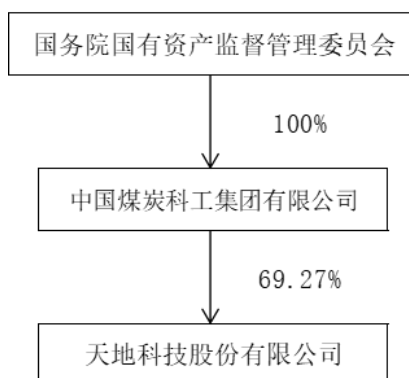 国务院国有资产监督管理委员会
100%
中国煤炭科工集团有限公司
69.27%
天地科技股份有限公司